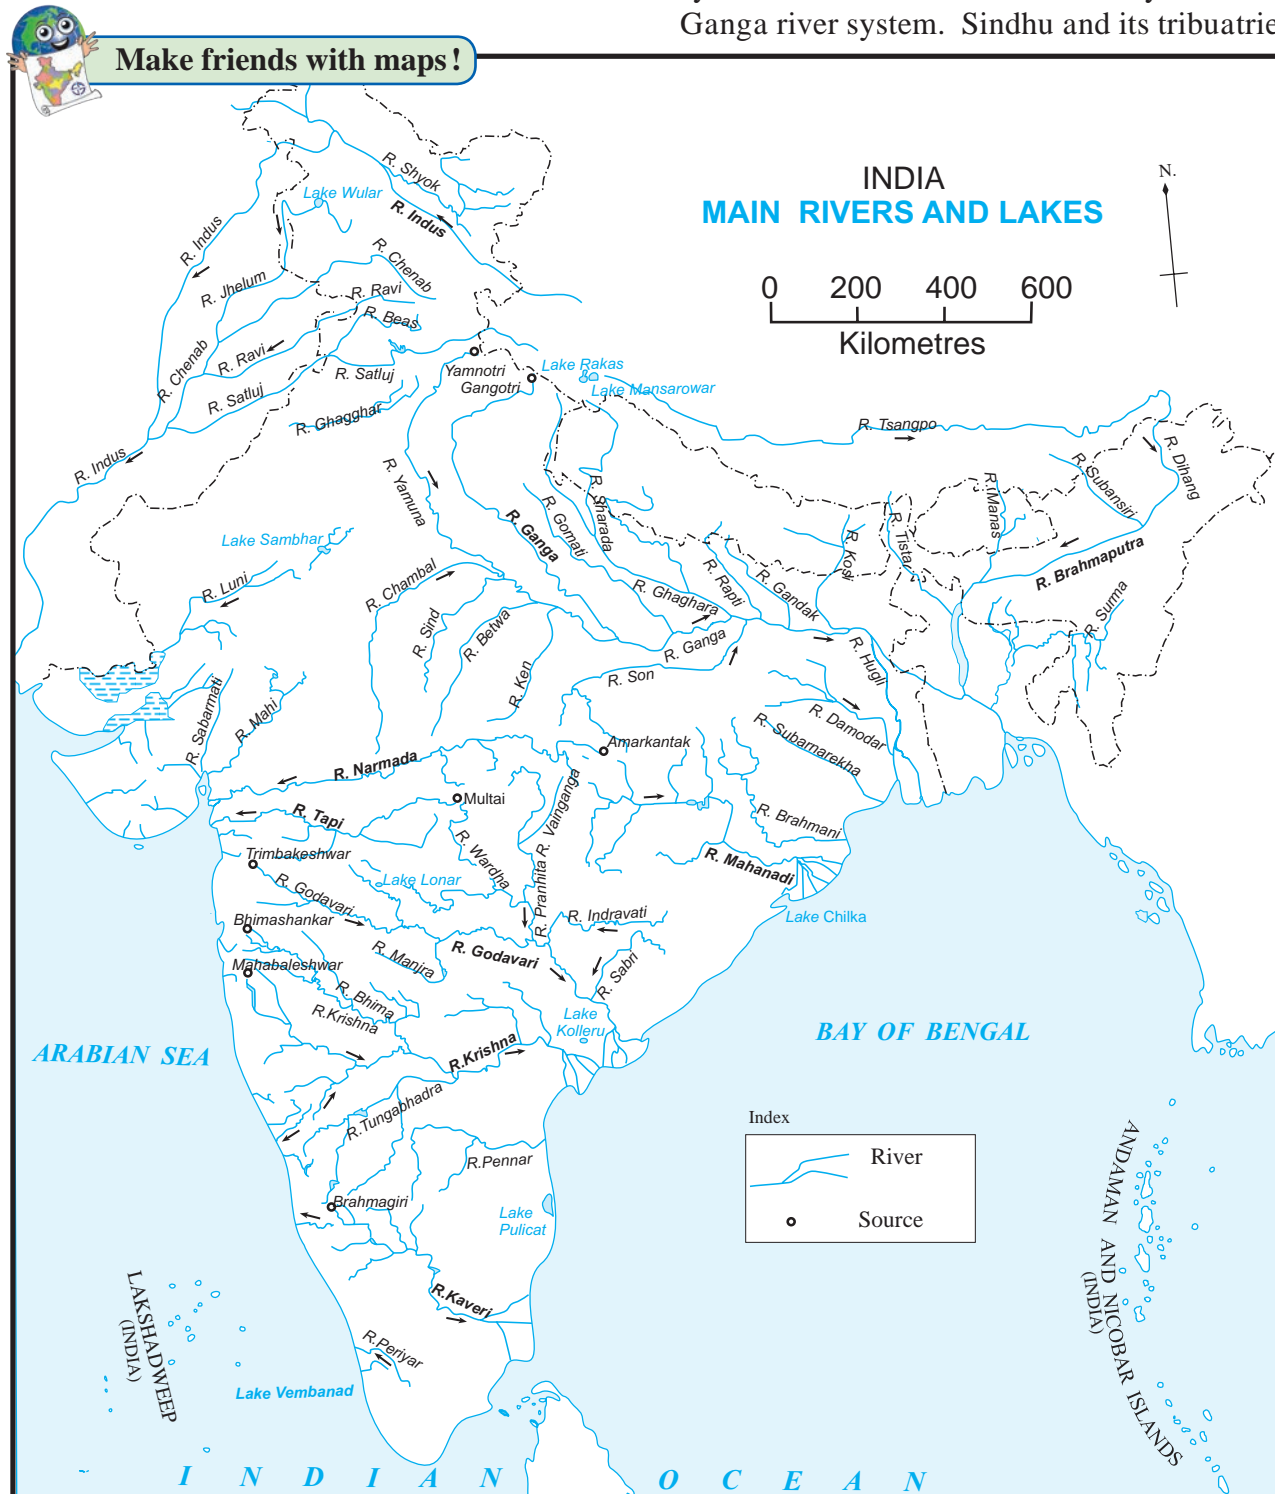 Ganga river system. Sindhu and its tribuatrie
Make friends with maps!
INDIA
MAIN RIVERS AND LAKES
N.
0 200 400 600
Kilometres
R. Shyok
Lake Wular
R. Indus
R. Indus
R. Chenab
R. Jhelum
R. Ravi
R. Beas
R. Chenab
R. Ravi
R. Satluj
R. Satluj
Yamnotri
Gangotri
Lake Rakas
Lake Mansarowar
R. Ghagghar
R. Indus
R. Tsangpo
R. Dihang
R. Subansiri
R. Manas
R. Yamuna
R. Ganga
R. Gomati
R. Sharada
R. Tistar
R. Kosi
R. Brahmaputra
Lake Sambhar
R. Luni
R. Chambal
R. Sind
R. Betwa
R. Ken
R. Ghaghara
R. Rapti
R. Gandak
R. Surma
R. Ganga
R. Hugli
R. Son
R. Sabarmati
R. Mahi
R. Damodar
R. Subarnarekha
Amarkantak
R. Narmada
Multai
R. Tapi
R. Wardha
R. Prannita R. Vainganga
R. Brahmani
R. Mahanadi
Trimbakeshwar
R. Godavari
Lake Lonar
Lake Chilka
Bhimashankar
R. Indravati
R. Manjra
R. Godavari
R. Sabri
Mahabaleshwar
R. Bhima
R.Krishna
Lake
Kolleru
ARABIAN SEA
BAY OF BENGAL
R.Krishna
R.Tungabhadra
R.Pennar
Index
River
Source
Brahmagiri
Lake
Pulicat
R.Kaveri
R.Periyar
Lake Vembanad
LAKSHADWEEP
(INDIA)
ANDAMAN AND NICOBAR ISLANDS
(INDIA)
INDIAN OCEAN